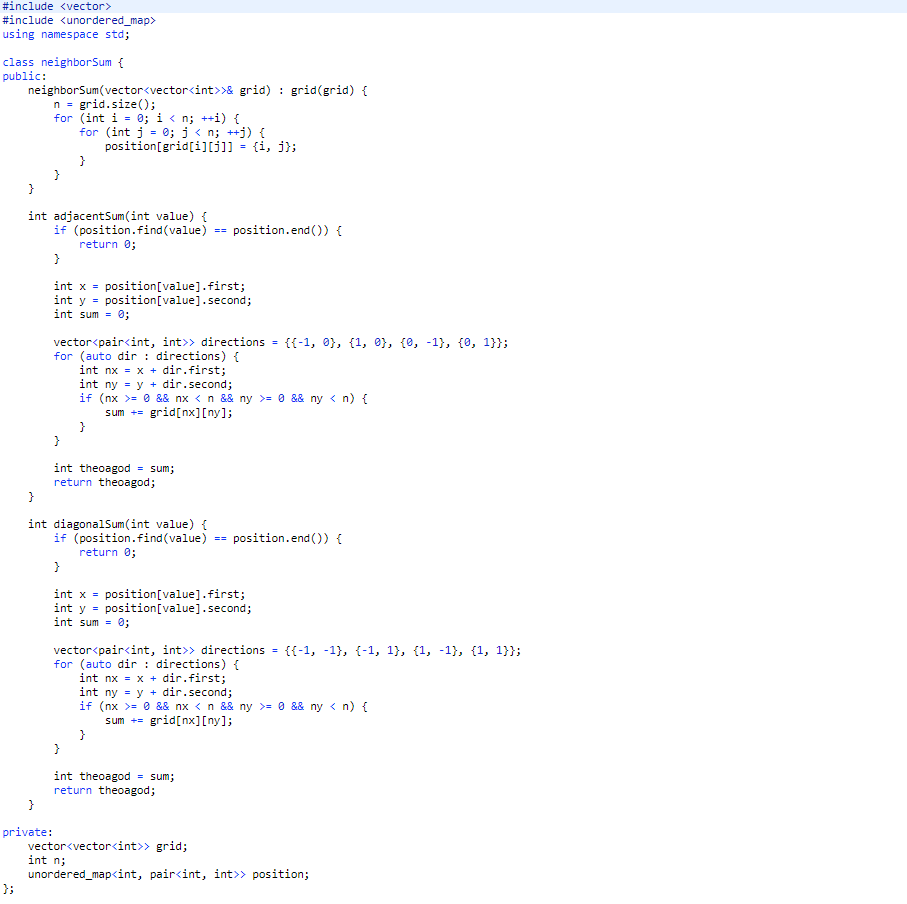 #include <vector>
#include <unordered_map>
using namespace std;

class neighborSum {
public:
    neighborSum(vector<vector<int>>& grid) : grid(grid) {
        n = grid.size();
        for (int i = 0; i < n; ++i) {
            for (int j = 0; j < n; ++j) {
                position[grid[i][j]] = {i, j};
            }
        }
    }

    int adjacentSum(int value) {
        if (position.find(value) == position.end()) {
            return 0;
        }

        int x = position[value].first;
        int y = position[value].second;
        int sum = 0;

        vector<pair<int, int>> directions = {{-1, 0}, {1, 0}, {0, -1}, {0, 1}};
        for (auto dir : directions) {
            int nx = x + dir.first;
            int ny = y + dir.second;
            if (nx >= 0 && nx < n && ny >= 0 && ny < n) {
                sum += grid[nx][ny];
            }
        }

        int theoagod = sum;
        return theoagod;
    }

    int diagonalSum(int value) {
        if (position.find(value) == position.end()) {
            return 0;
        }

        int x = position[value].first;
        int y = position[value].second;
        int sum = 0;

        vector<pair<int, int>> directions = {{-1, -1}, {-1, 1}, {1, -1}, {1, 1}};
        for (auto dir : directions) {
            int nx = x + dir.first;
            int ny = y + dir.second;
            if (nx >= 0 && nx < n && ny >= 0 && ny < n) {
                sum += grid[nx][ny];
            }
        }

        int theoagod = sum;
        return theoagod;
    }

private:
    vector<vector<int>> grid;
    int n;
    unordered_map<int, pair<int, int>> position;
};